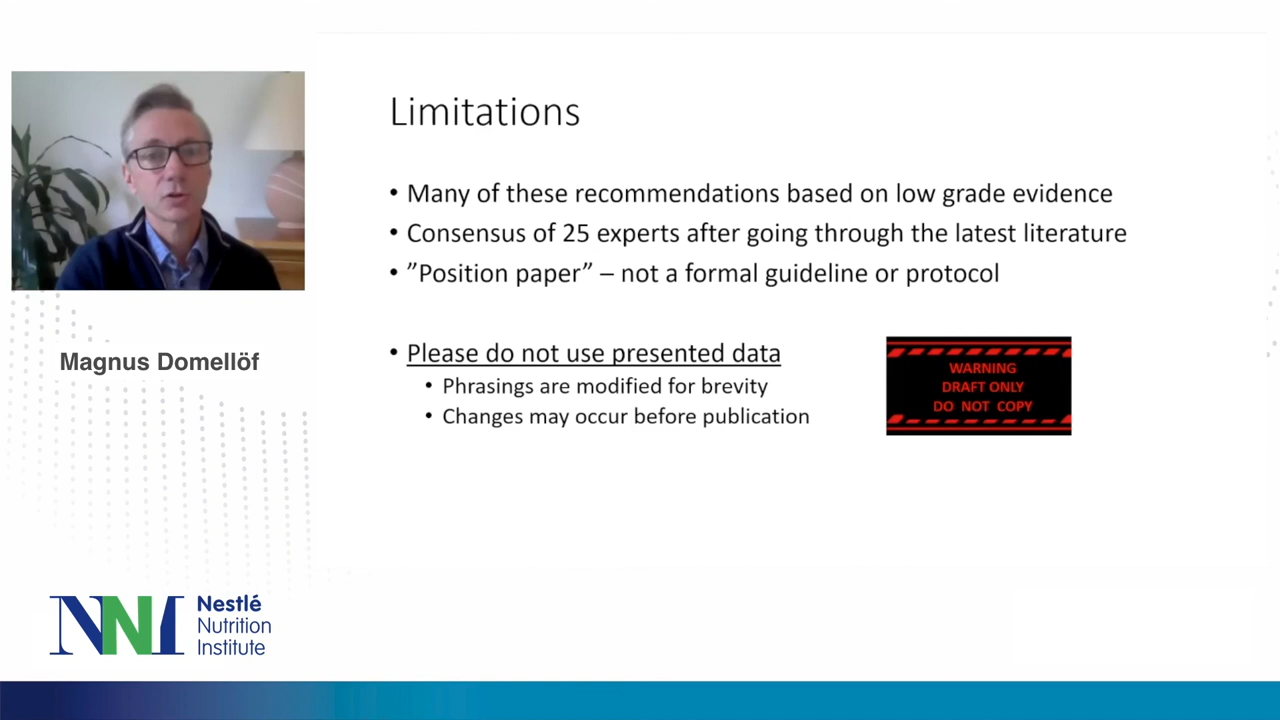 Limitations
• Many of these recommendations based on low grade evidence
• Consensus of 25 experts after going through the latest literature
• ”Position paper” – not a formal guideline or protocol
• Please do not use presented data
• Phrasings are modified for brevity
• Changes may occur before publication
WARNING
DRAFT ONLY
DO NOT COPY
Magnus Domellöf
NNI
Nestlé
Nutrition
Institute